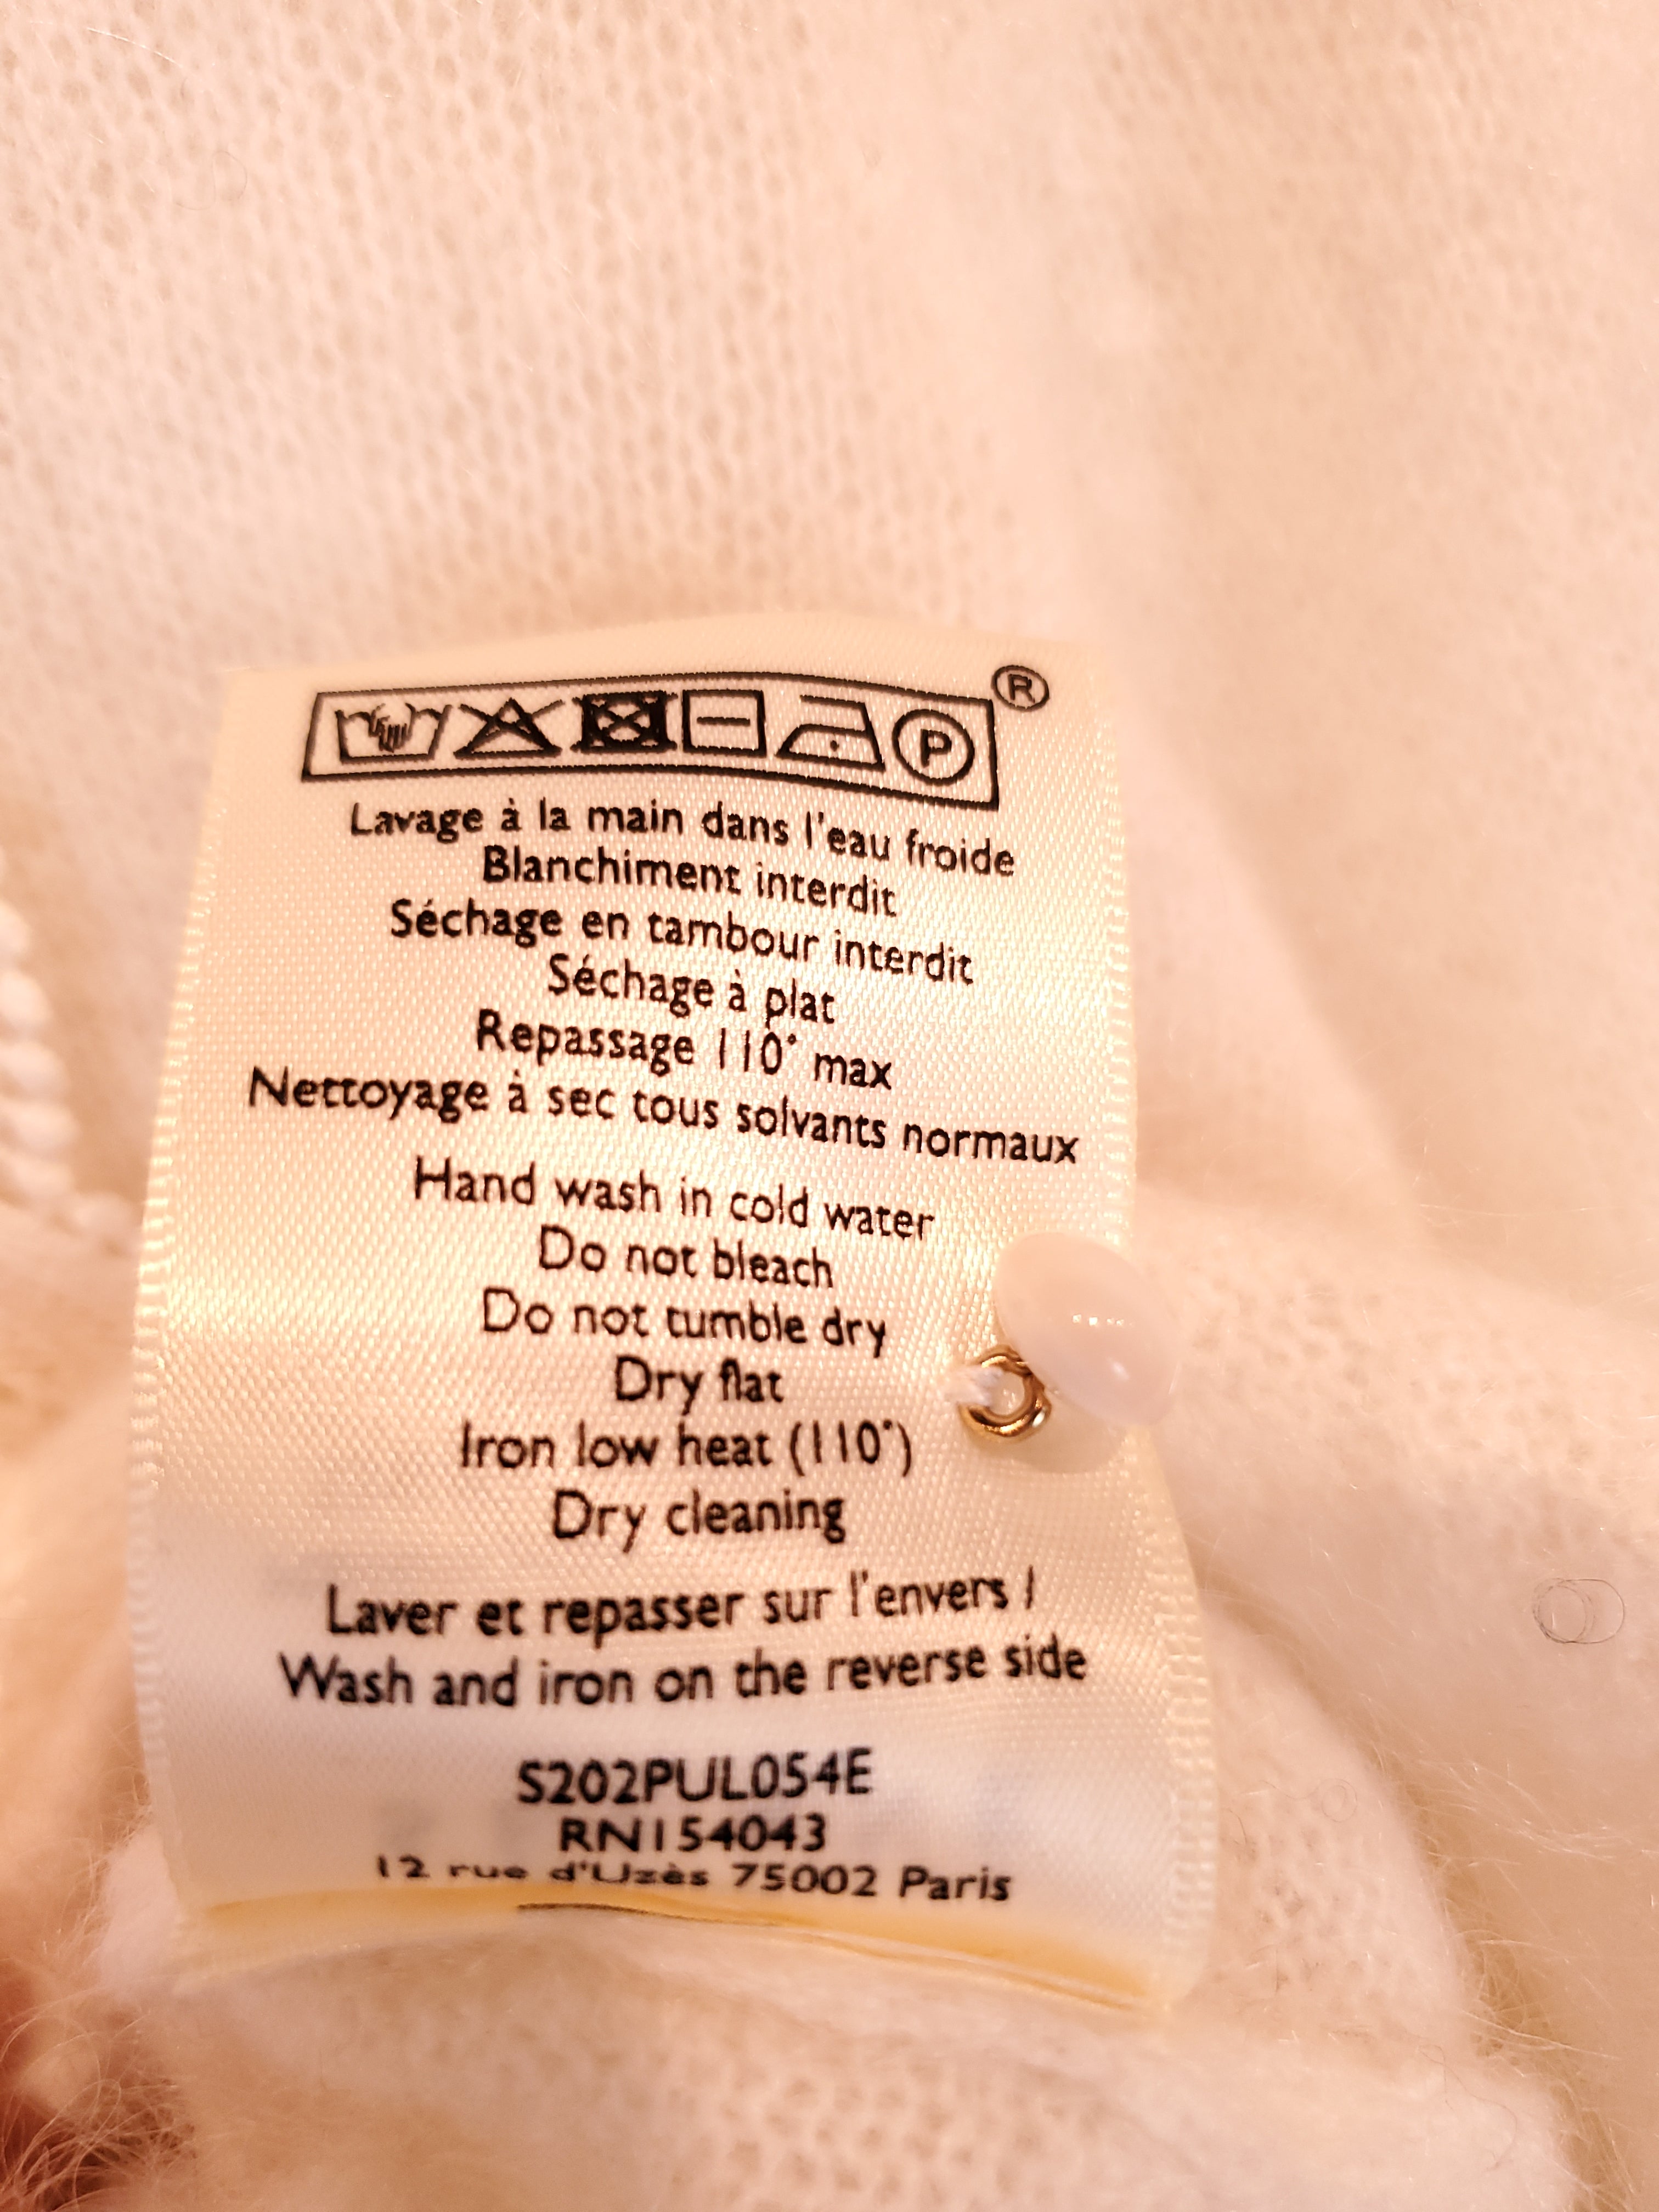 ®
P
Lavage à la main dans l'eau froide
Blanchiment interdit
Séchage en tambour interdit
Séchage à plat
Repassage 110° max
Nettoyage à sec tous solvants normaux
Hand wash in cold water
Do not bleach
Do not tumble dry
Dry flat
Iron low heat (110°)
Dry cleaning
Laver et repasser sur l'envers /
Wash and iron on the reverse side
S202PUL054E
RN154043
12 rue d'Uzès 75002 Paris